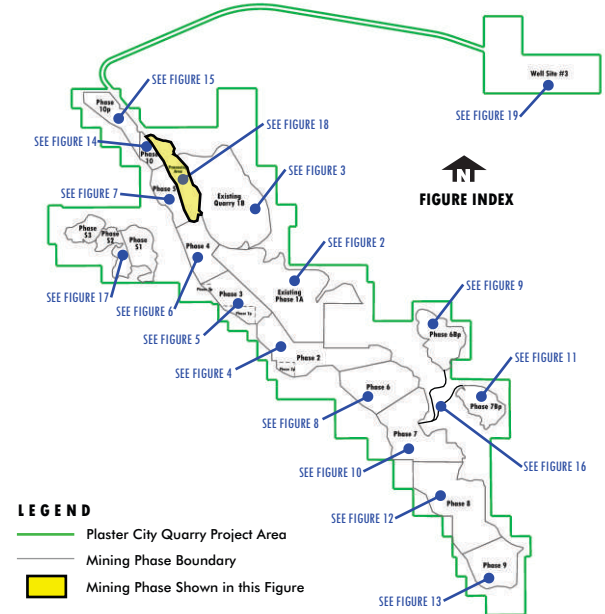 SEE FIGURE 15
Well Site #3
Phase
10p
SEE FIGURE 19
SEE FIGURE 14
SEE FIGURE 18
Phase
10
Processing
Area
SEE FIGURE 3
N
FIGURE INDEX
SEE FIGURE 7
Phase 5
Existing
Quarry 1B
Phase
S3
Phase
S2
Phase
S1
Phase 4
SEE FIGURE 2
SEE FIGURE 9
SEE FIGURE 17
SEE FIGURE 6
Phase 3
Existing
Phase 1A
SEE FIGURE 5
Phase 6Bp
SEE FIGURE 11
SEE FIGURE 4
Phase 2
Phase 2p
Phase 6
Phase 7Bp
SEE FIGURE 8
Phase 7
SEE FIGURE 10
SEE FIGURE 16
Phase 8
SEE FIGURE 12
Phase 9
SEE FIGURE 13
LEGEND
Plaster City Quarry Project Area
Mining Phase Boundary
Mining Phase Shown in this Figure